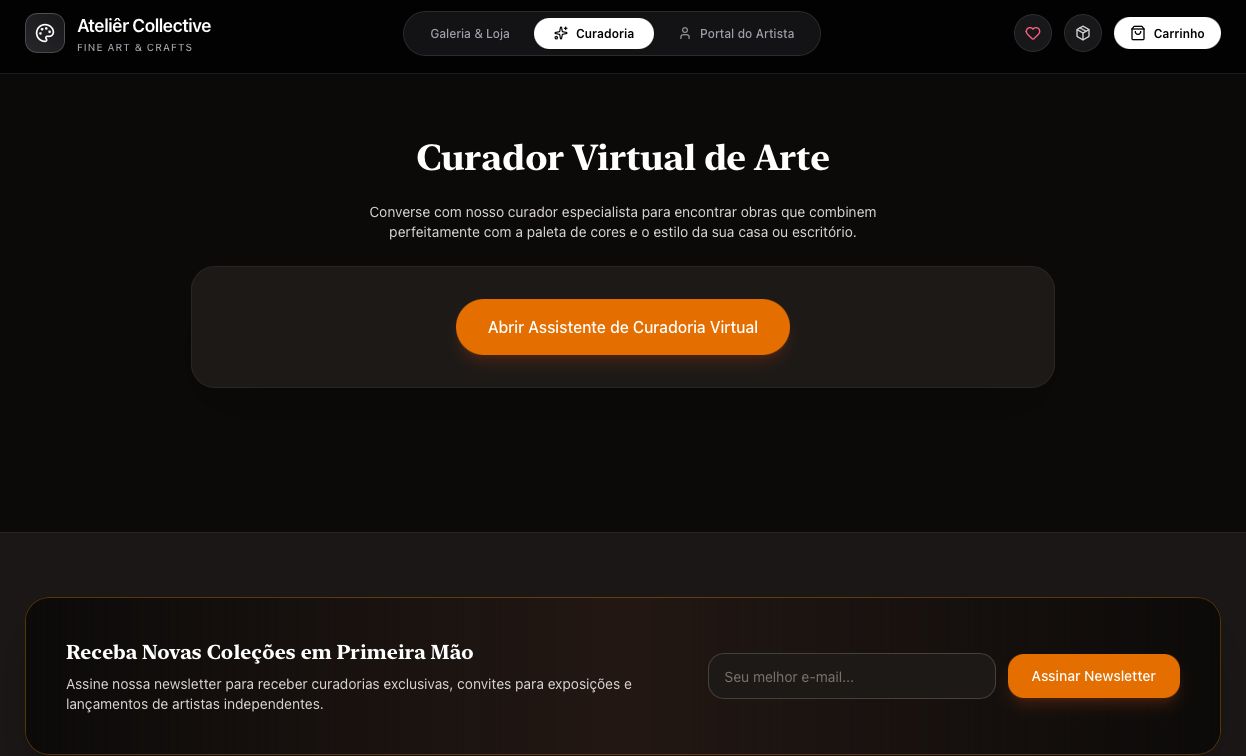 Ateliêr Collective
FINE ART & CRAFTS
Galeria & Loja
Curadoria
Portal do Artista
Carrinho
Curador Virtual de Arte
Converse com nosso curador especialista para encontrar obras que combinem
perfeitamente com a paleta de cores e o estilo da sua casa ou escritório.
Abrir Assistente de Curadoria Virtual
Receba Novas Coleções em Primeira Mão
Assine nossa newsletter para receber curadorias exclusivas, convites para exposições e
lançamentos de artistas independentes.
Seu melhor e-mail...
Assinar Newsletter